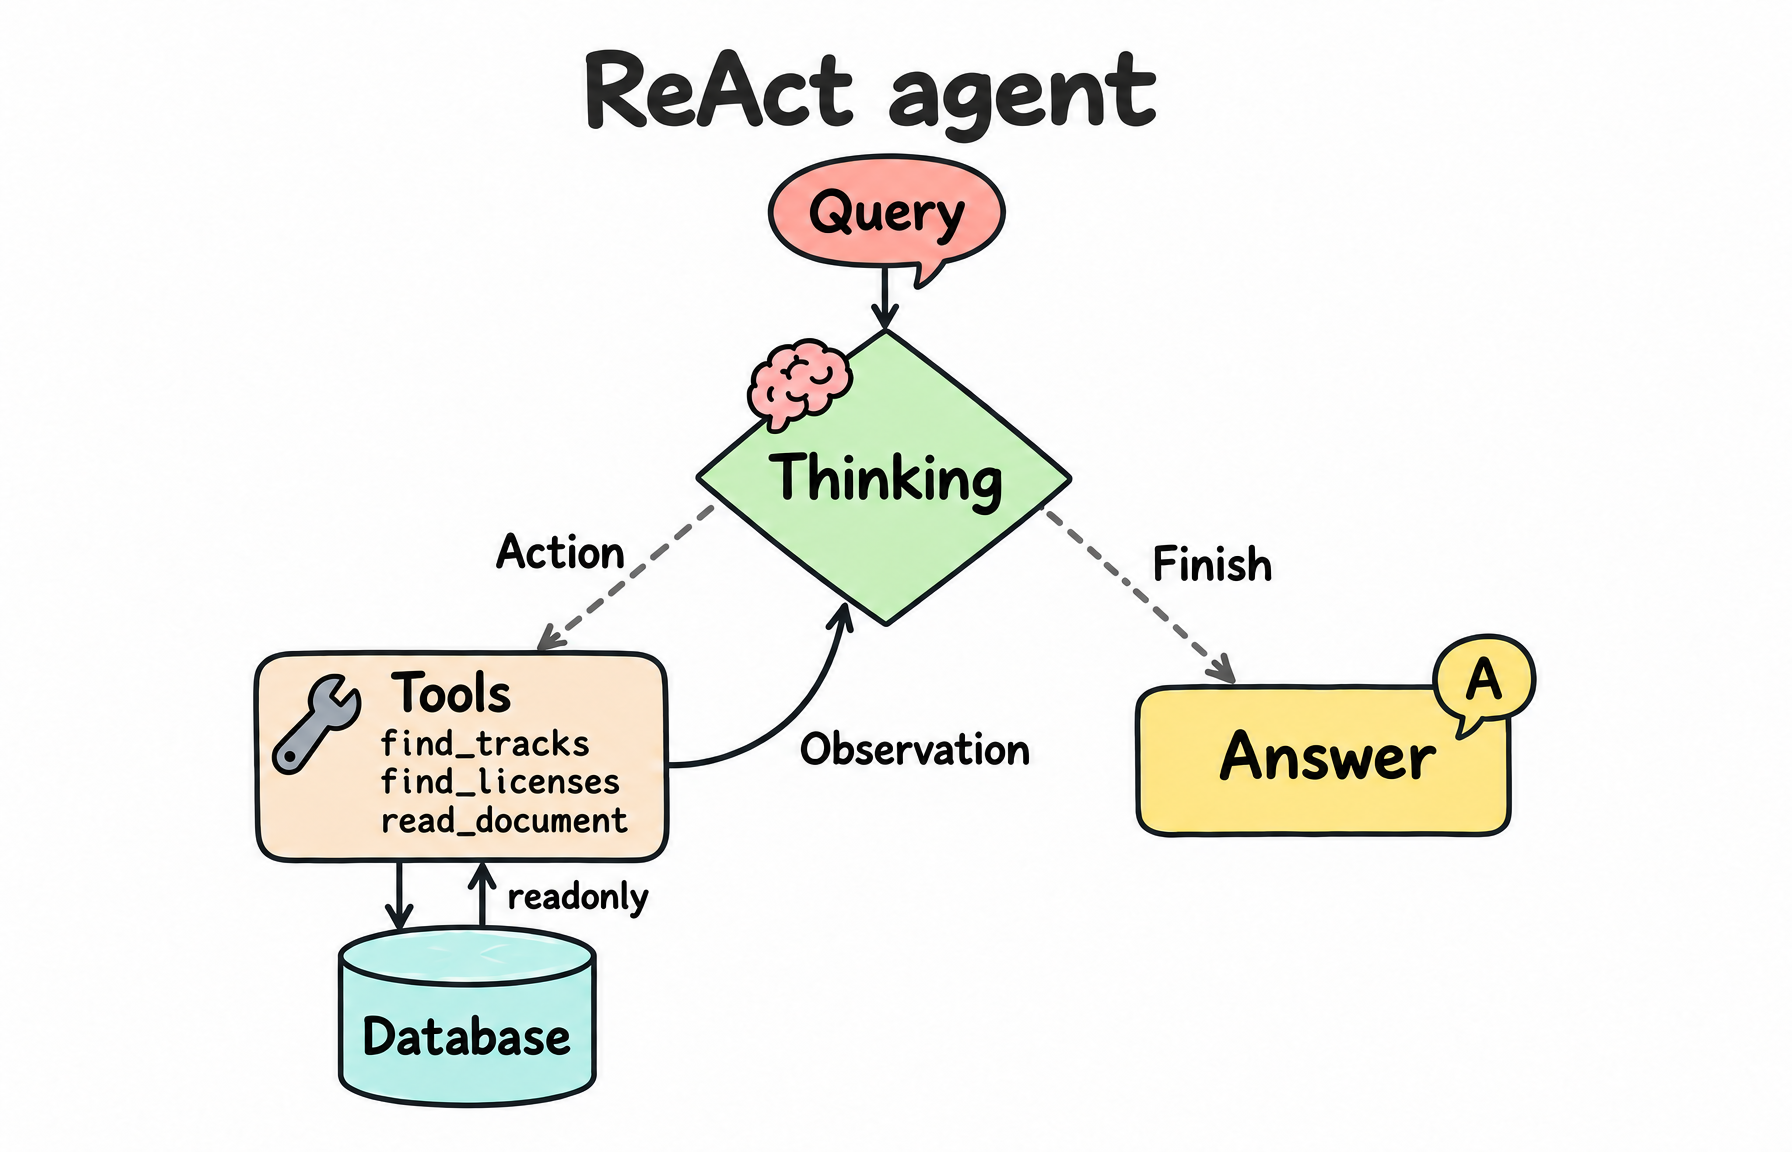 ReAct agent
Query
Thinking
Action
Finish
Tools
find_tracks
find_licenses
read_document
Observation
A
Answer
readonly
Database